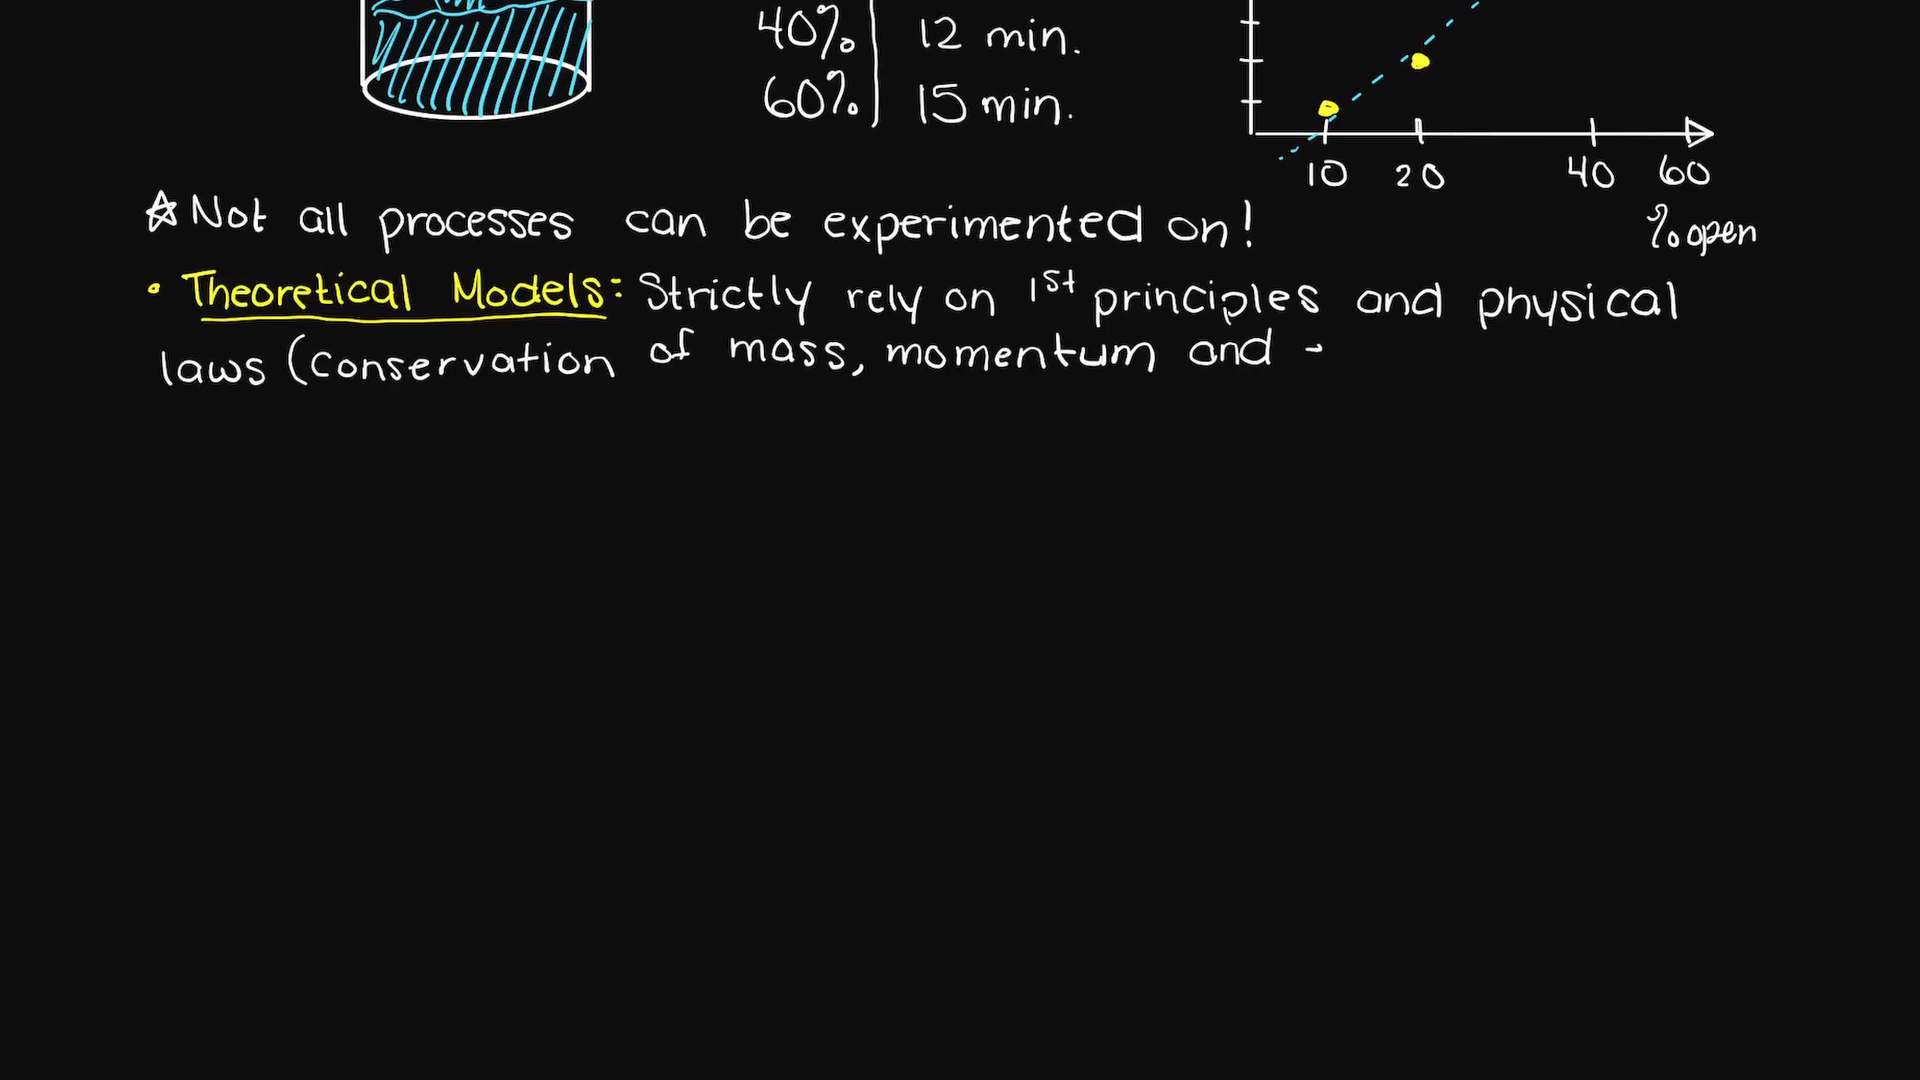 40% 12 min.
60% 15 min.
10 20 40 60
% open
☆ Not all processes can be experimented on!
• Theoretical Models: Strictly rely on 1st principles and physical
laws (conservation of mass, momentum and